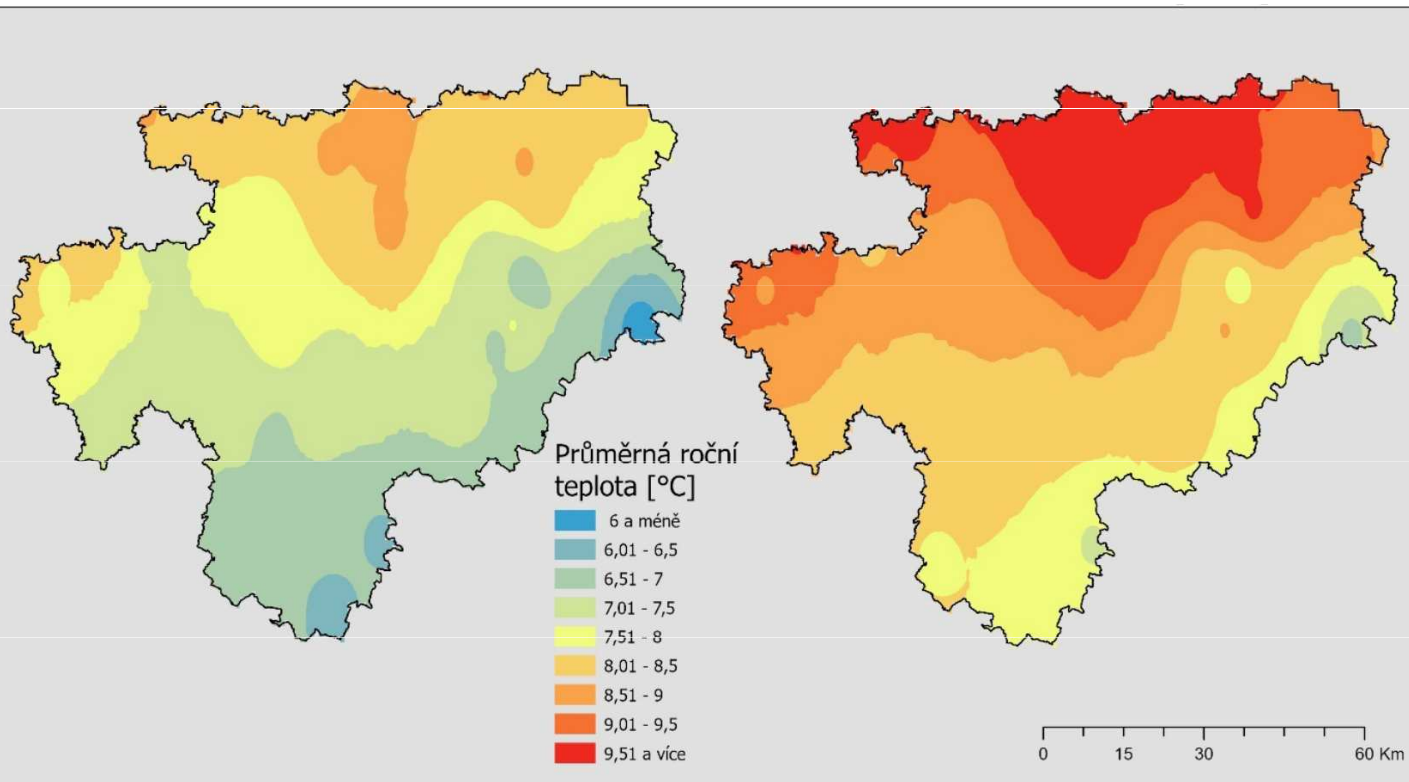 Průměrná roční
teplota [°C]
6 a méně
6,01 - 6,5
6,51 - 7
7,01 - 7,5
7,51 - 8
8,01 - 8,5
8,51 - 9
9,01 - 9,5
9,51 a více
0 15 30 60 Km